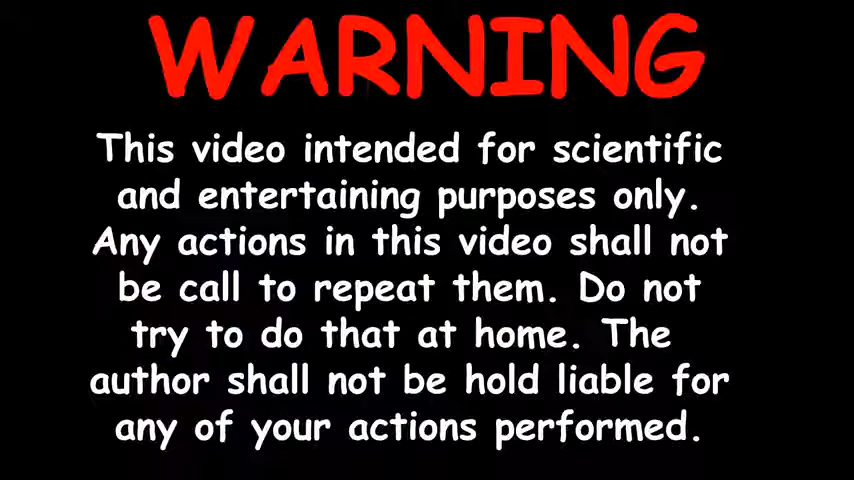 WARNING
This video intended for scientific
and entertaining purposes only.
Any actions in this video shall not
be call to repeat them. Do not
try to do that at home. The
author shall not be hold liable for
any of your actions performed.